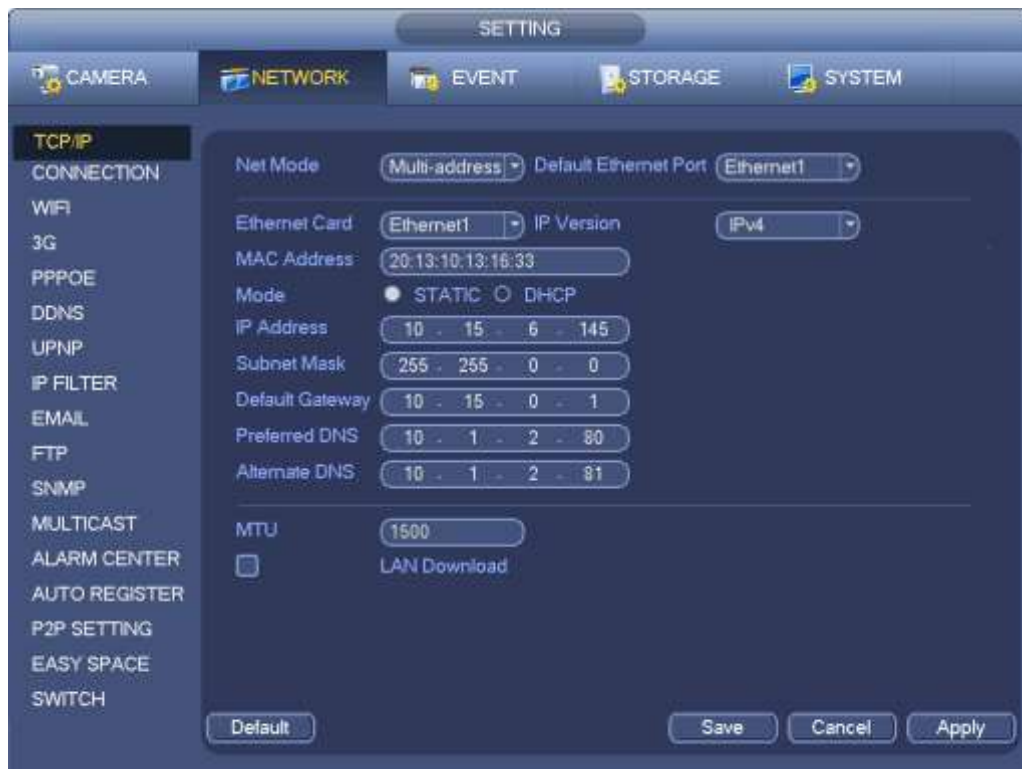 SETTING
CAMERA NETWORK EVENT STORAGE SYSTEM
TCP/IP
CONNECTION
WIFI
3G
PPPOE
DDNS
UPNP
IP FILTER
EMAIL
FTP
SNMP
MULTICAST
ALARM CENTER
AUTO REGISTER
P2P SETTING
EASY SPACE
SWITCH
Net Mode Multi-address Default Ethernet Port Ethernet1
Ethernet Card Ethernet1 IP Version IPv4
MAC Address 20:13:10:13:16:33
Mode STATIC DHCP
IP Address 10 . 15 . 6 . 145
Subnet Mask 255 . 255 . 0 . 0
Default Gateway 10 . 15 . 0 . 1
Preferred DNS 10 . 1 . 2 . 80
Alternate DNS 10 . 1 . 2 . 81
MTU 1500
LAN Download
Default Save Cancel Apply